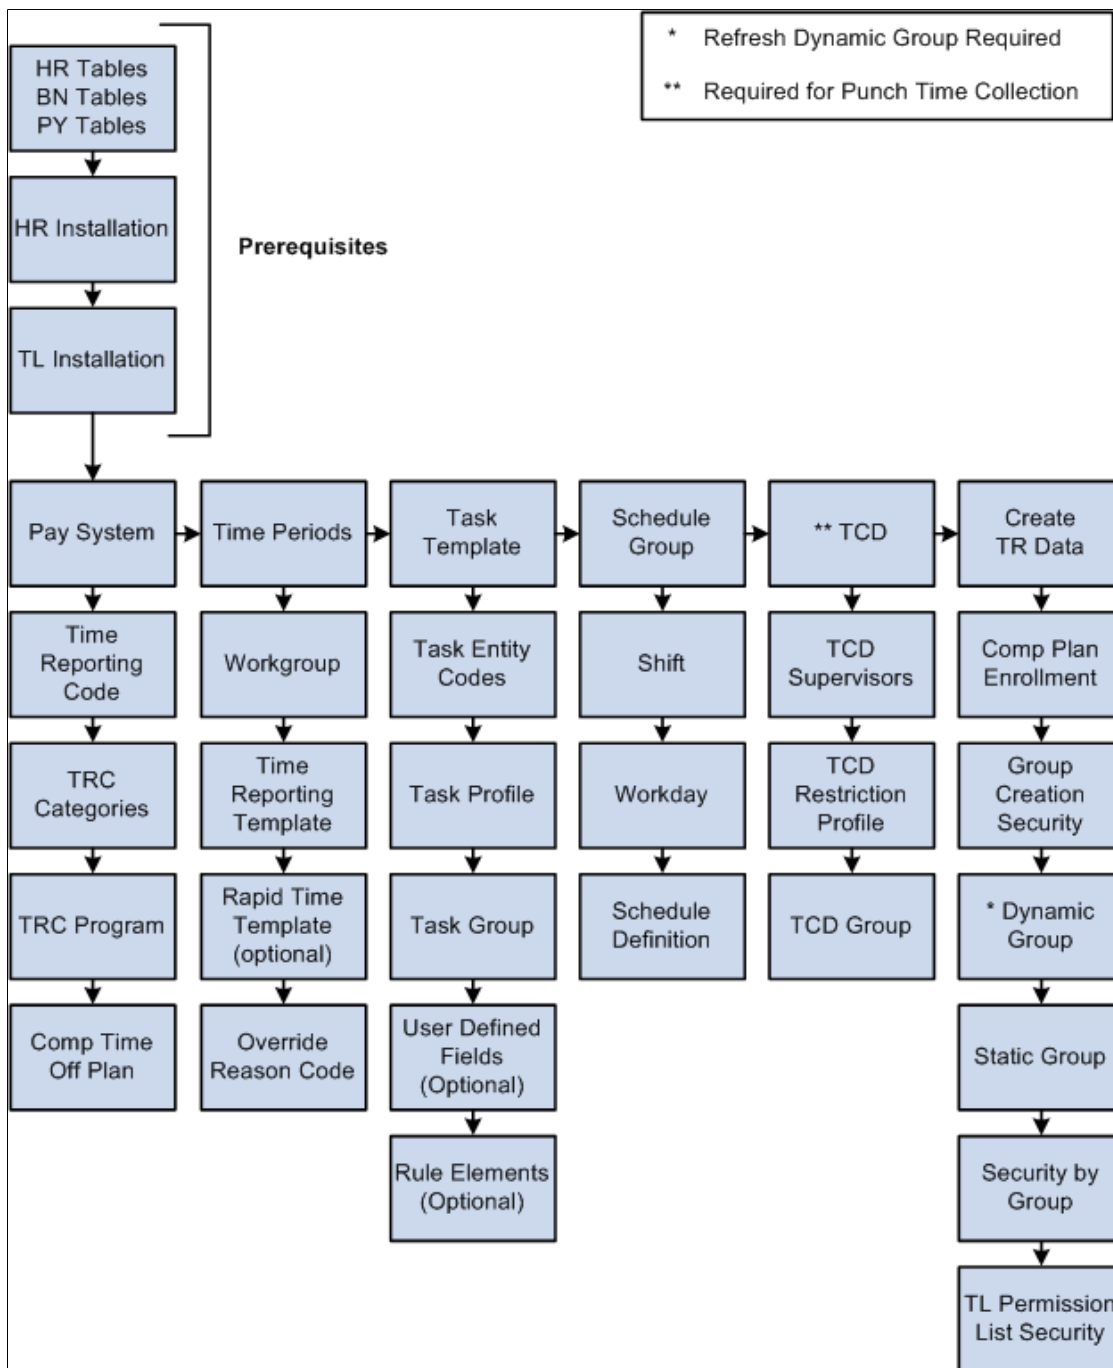 * Refresh Dynamic Group Required
** Required for Punch Time Collection
HR Tables
BN Tables
PY Tables
HR Installation
TL Installation
Prerequisites
Pay System
Time
Reporting
Code
TRC
Categories
TRC Program
Comp Time
Off Plan
Time Periods
Workgroup
Time
Reporting
Template
Rapid Time
Template
(optional)
Override
Reason Code
Task
Template
Task Entity
Codes
Task Profile
Task Group
User Defined
Fields
(Optional)
Rule Elements
(Optional)
Schedule
Group
Shift
Workday
Schedule
Definition
** TCD
TCD
Supervisors
TCD
Restriction
Profile
TCD Group
Create
TR Data
Comp Plan
Enrollment
Group
Creation
Security
* Dynamic
Group
Static Group
Security by
Group
TL Permission
List Security